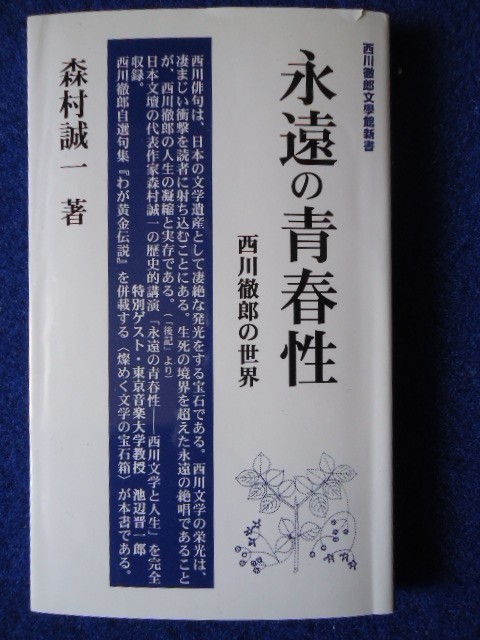 西川徹郎文學館新書
永遠の青春性
西川徹郎の世界
西川俳句は、日本の文学遺産として凄絶な発光をする宝石である。西川文学の栄光は、
凄まじい衝撃を読者に射ち込むことにある。生死の境界を超えた永遠の絶唱であること
が、西川徹郎の人生の凝縮と実存である。(「後記」より)
日本文壇の代表作家森村誠一の歴史的講演「永遠の青春性――西川文学と人生」を完全
収録。特別ゲスト・東京音楽大学教授 池辺晋一郎
西川徹郎自選句集『わが黄金伝説』を併載する〈燦めく文学の宝石箱〉が本書である。
森村誠一 著